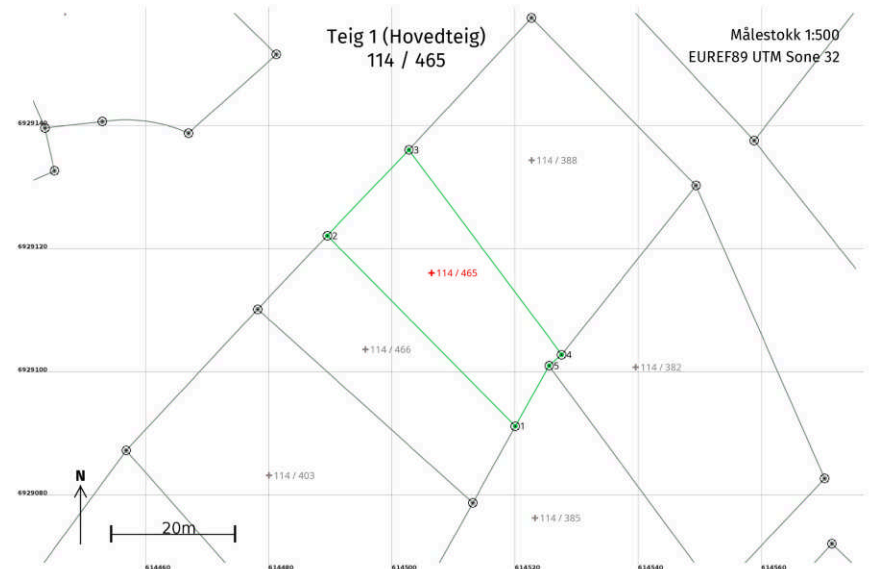 Teig 1 (Hovedteig)
114 / 465
Målestokk 1:500
EUREF89 UTM Sone 32
6929140
3
114 / 388
2
6929120
114 / 465
114 / 466
4
5
114 / 382
6929100
1
N
114 / 403
6929080
114 / 385
20m
614460
614480
614500
614520
614540
614560